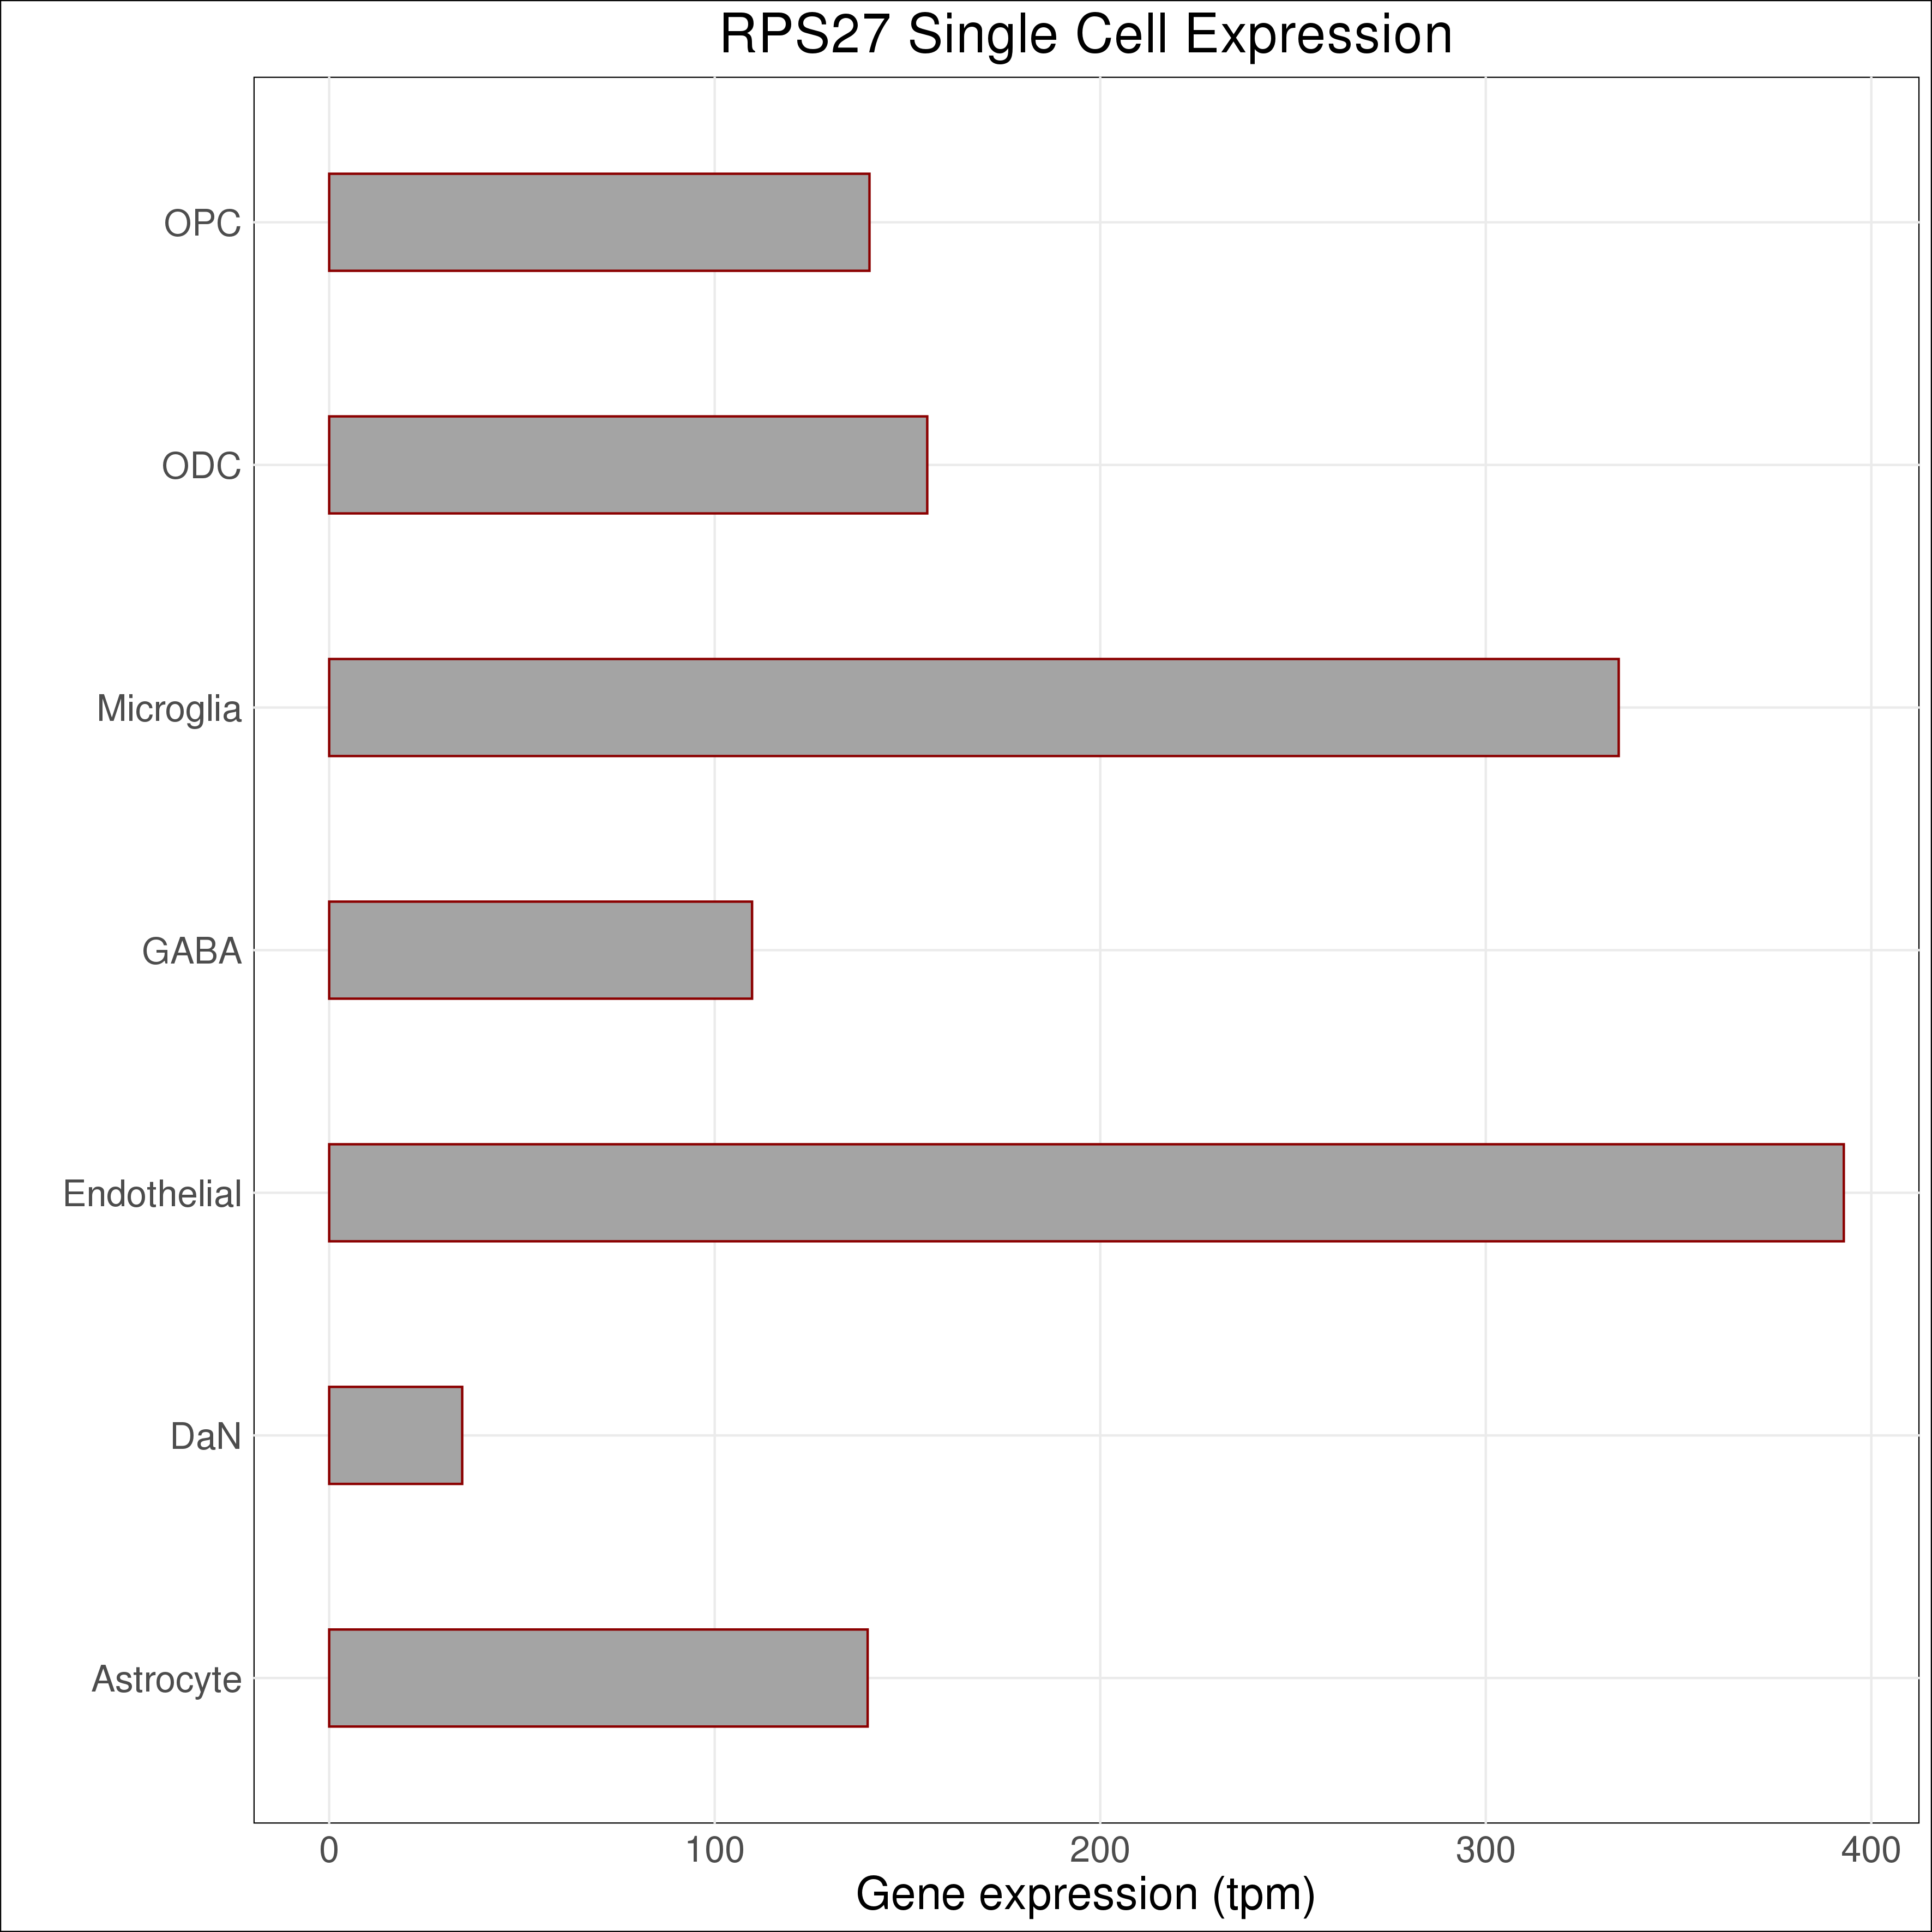 RPS27 Single Cell Expression
OPC
ODC
Microglia
GABA
Endothelial
DaN
Astrocyte
0 100 200 300 400
Gene expression (tpm)